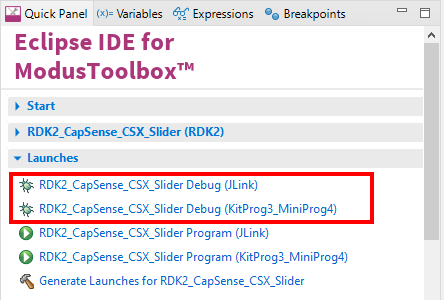 Quick Panel (x)= Variables Expressions Breakpoints
Eclipse IDE for
ModusToolbox™
Start
RDK2_CapSense_CSX_Slider (RDK2)
Launches
RDK2_CapSense_CSX_Slider Debug (JLink)
RDK2_CapSense_CSX_Slider Debug (KitProg3_MiniProg4)
RDK2_CapSense_CSX_Slider Program (JLink)
RDK2_CapSense_CSX_Slider Program (KitProg3_MiniProg4)
Generate Launches for RDK2_CapSense_CSX_Slider